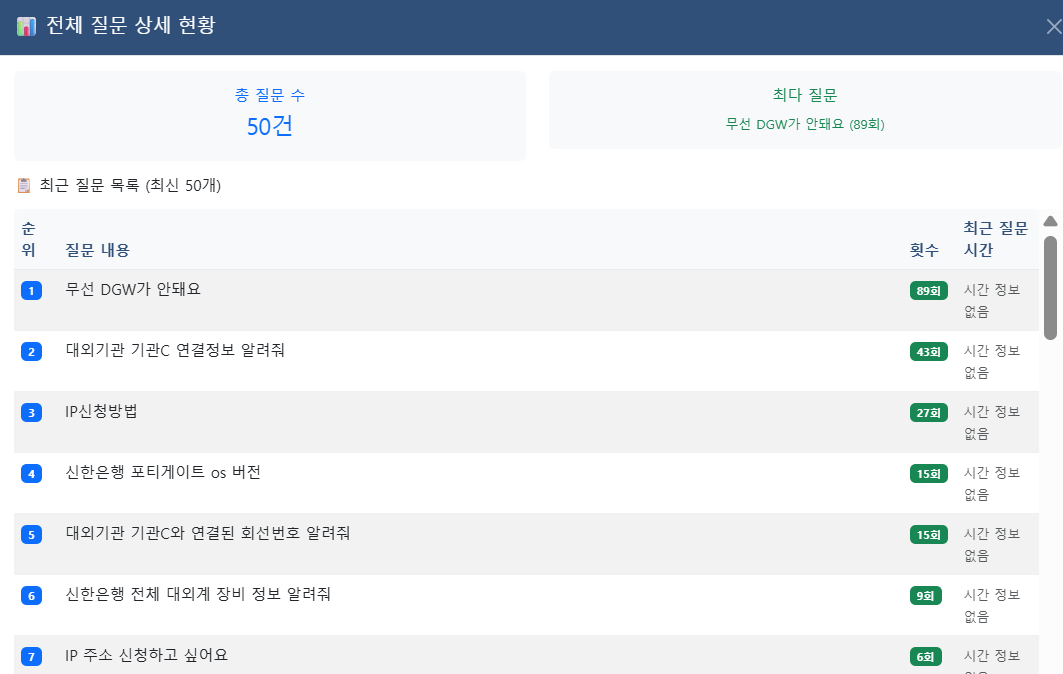 전체 질문 상세 현황
총 질문 수
50건
최다 질문
무선 DGW가 안돼요 (89회)
최근 질문 목록 (최신 50개)
순위 질문 내용 횟수 최근 질문 시간
1 무선 DGW가 안돼요 89회 시간 정보 없음
2 대외기관 기관C 연결정보 알려줘 43회 시간 정보 없음
3 IP신청방법 27회 시간 정보 없음
4 신한은행 포티게이트 os 버전 15회 시간 정보 없음
5 대외기관 기관C와 연결된 회선번호 알려줘 15회 시간 정보 없음
6 신한은행 전체 대외계 장비 정보 알려줘 9회 시간 정보 없음
7 IP 주소 신청하고 싶어요 6회 시간 정보